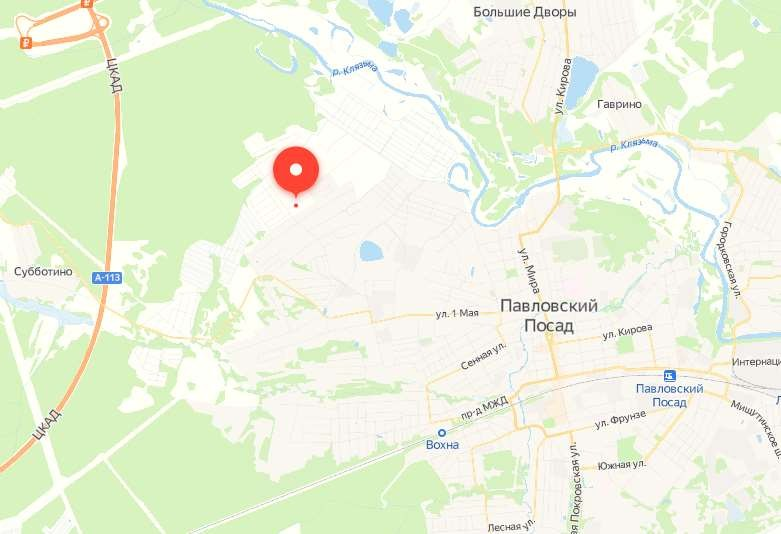 Большие Дворы
ЦКАД
р. Клязьма
ул. Кирова
Гаврино
р. Клязьма
Городковская ул.
ул. Мира
Субботино
А-113
Павловский
Посад
ул. 1 Мая
ул. Кирова
Сенная ул.
Интернаци
Павловский
Посад
пр-д МЖД
Мишутинское ш.
ЦКАД
ул. Фрунзе
Вохна
Южная ул.
ая Покровская ул.
Лесная ул.